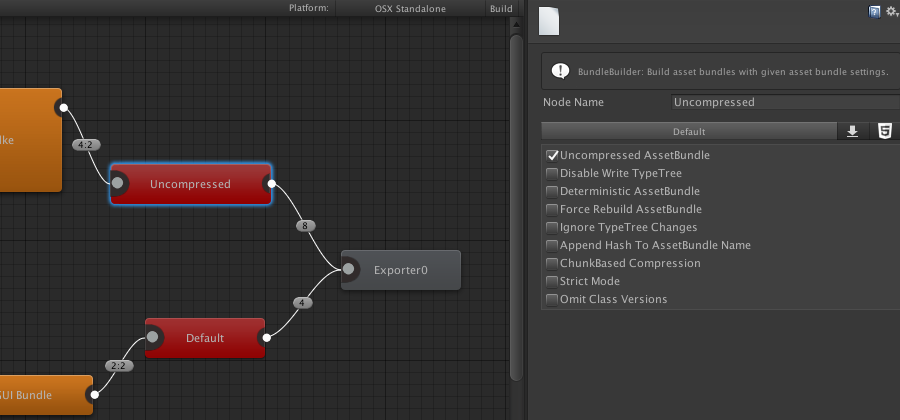 Platform: OSX Standalone Build
4:2
Uncompressed
8
Exporter0
4
Default
2:2
UI Bundle
BundleBuilder: Build asset bundles with given asset bundle settings.
Node Name Uncompressed
Default
Uncompressed AssetBundle
Disable Write TypeTree
Deterministic AssetBundle
Force Rebuild AssetBundle
Ignore TypeTree Changes
Append Hash To AssetBundle Name
ChunkBased Compression
Strict Mode
Omit Class Versions